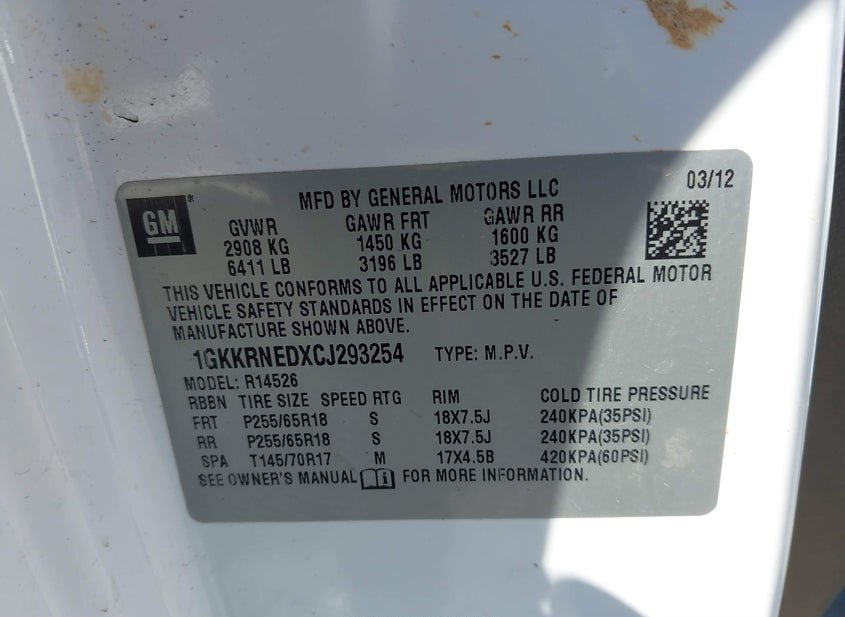 GM®
MFD BY GENERAL MOTORS LLC 03/12
GVWR GAWR FRT GAWR RR
2908 KG 1450 KG 1600 KG
6411 LB 3196 LB 3527 LB
THIS VEHICLE CONFORMS TO ALL APPLICABLE U.S. FEDERAL MOTOR
VEHICLE SAFETY STANDARDS IN EFFECT ON THE DATE OF
MANUFACTURE SHOWN ABOVE.
1GKKRNEDXCJ293254 TYPE: M.P.V.
MODEL: R14526
RBBN TIRE SIZE SPEED RTG RIM COLD TIRE PRESSURE
FRT P255/65R18 S 18X7.5J 240KPA(35PSI)
RR P255/65R18 S 18X7.5J 240KPA(35PSI)
SPA T145/70R17 M 17X4.5B 420KPA(60PSI)
SEE OWNER'S MANUAL i FOR MORE INFORMATION.